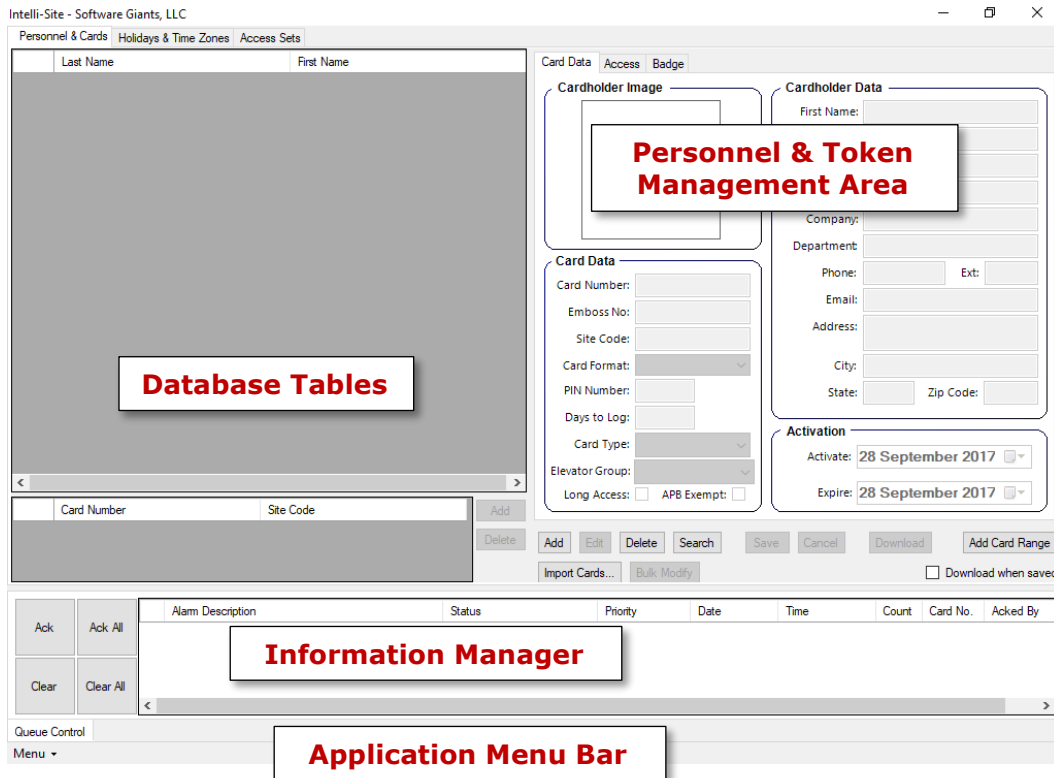 Intelli-Site - Software Giants, LLC
Personnel & Cards Holidays & Time Zones Access Sets
Last Name First Name
Database Tables
Card Number Site Code Add
Delete
Card Data Access Badge
Cardholder Image
Personnel & Token
Management Area
Card Data
Card Number:
Emboss No:
Site Code:
Card Format:
PIN Number:
Days to Log:
Card Type:
Elevator Group:
Long Access: APB Exempt:
Cardholder Data
First Name:
Company:
Department:
Phone: Ext:
Email:
Address:
City:
State: Zip Code:
Activation
Activate: 28 September 2017
Expire: 28 September 2017
Add Edit Delete Search Save Cancel Download Add Card Range
Import Cards... Bulk Modify Download when saved
Ack Ack All
Clear Clear All
Alarm Description Status Priority Date Time Count Card No. Acked By
Information Manager
Queue Control
Menu
Application Menu Bar